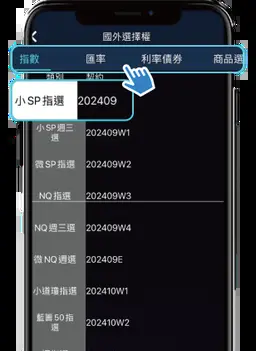 國外選擇權
指數 匯率 利率債券 商品選
類別 契約
小SP指選 202409
小SP週三
選 202409W1
微SP指選 202409W2
NQ指選 202409W3
NQ週三選 202409W4
微NQ週選 202409E
小道瓊指選 202410W1
藍籌50指
選 202410W2